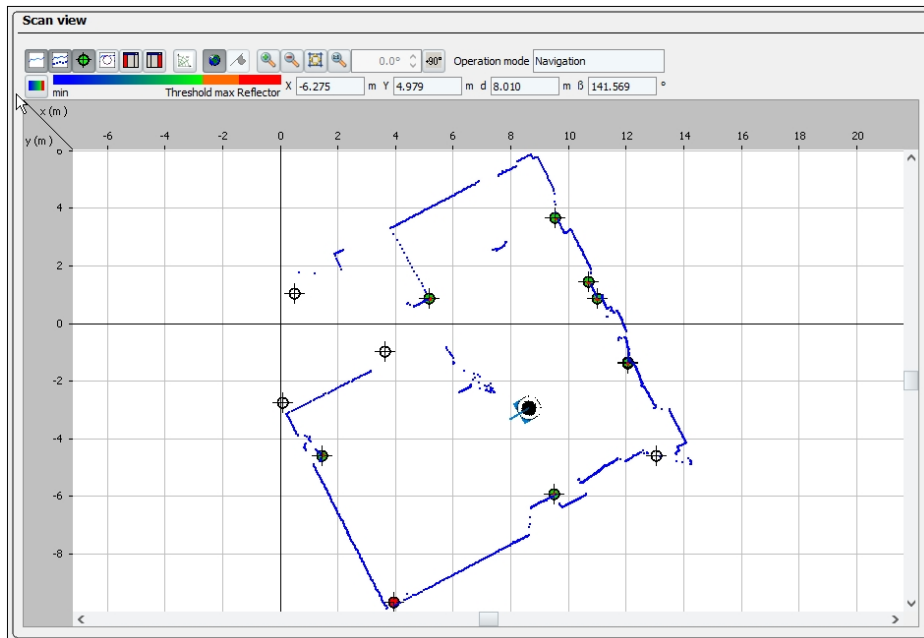 Scan view
0.0° -90° Operation mode Navigation
min Threshold max Reflector X -6.275 m Y 4.979 m d 8.010 m β 141.569 °
x (m)
-6 -4 -2 0 2 4 6 8 10 12 14 16 18 20
y (m)
6
4
2
0
-2
-4
-6
-8